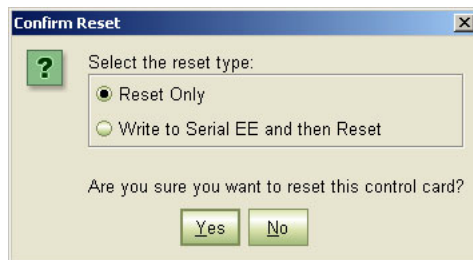 Confirm Reset
Select the reset type:
Reset Only
Write to Serial EE and then Reset
Are you sure you want to reset this control card?
Yes No